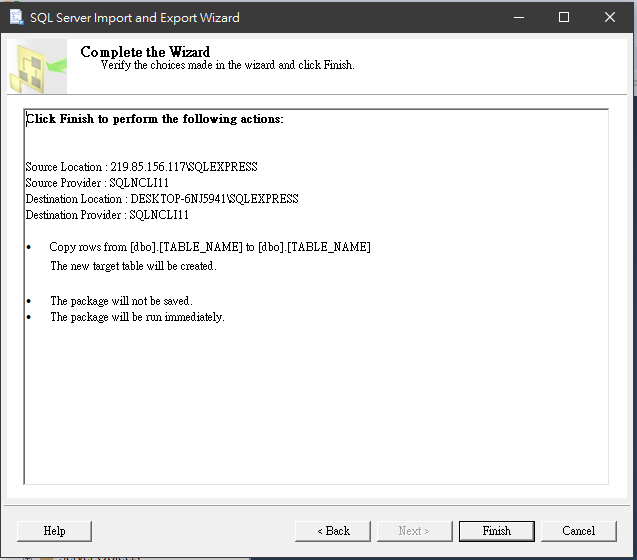 SQL Server Import and Export Wizard
Complete the Wizard
Verify the choices made in the wizard and click Finish.
Click Finish to perform the following actions:
Source Location : 219.85.156.117\SQLEXPRESS
Source Provider : SQLNCLI11
Destination Location : DESKTOP-6NJ5941\SQLEXPRESS
Destination Provider : SQLNCLI11
• Copy rows from [dbo].[TABLE_NAME] to [dbo].[TABLE_NAME]
The new target table will be created.
• The package will not be saved.
• The package will be run immediately.
Help < Back Next > Finish Cancel